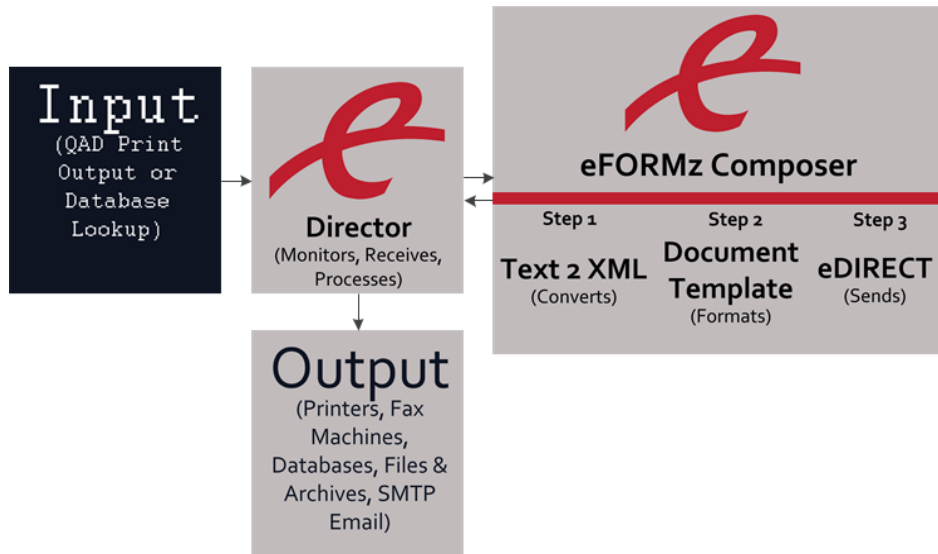 Input
(QAD Print
Output or
Database
Lookup)
Director
(Monitors, Receives,
Processes)
eFORMz Composer
Step 1
Text 2 XML
(Converts)
Step 2
Document
Template
(Formats)
Step 3
eDIRECT
(Sends)
Output
(Printers, Fax
Machines,
Databases, Files &
Archives, SMTP
Email)